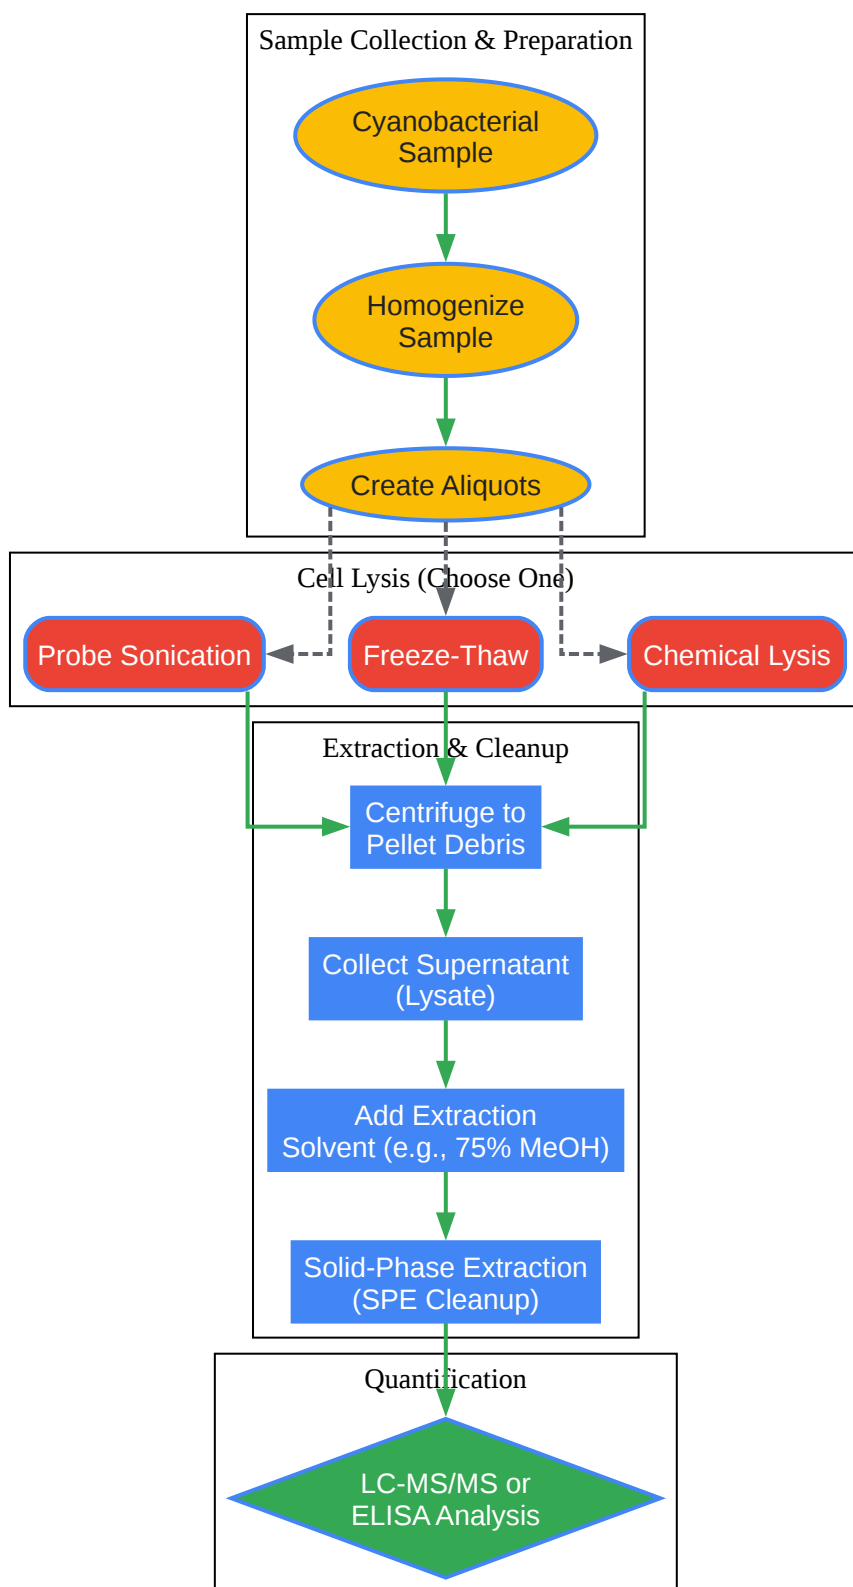 Sample Collection & Preparation
Cyanobacterial
Sample
Homogenize
Sample
Create Aliquots
Cell Lysis (Choose One)
Probe Sonication
Freeze-Thaw
Chemical Lysis
Extraction & Cleanup
Centrifuge to
Pellet Debris
Collect Supernatant
(Lysate)
Add Extraction
Solvent (e.g., 75% MeOH)
Solid-Phase Extraction
(SPE Cleanup)
Quantification
LC-MS/MS or
ELISA Analysis